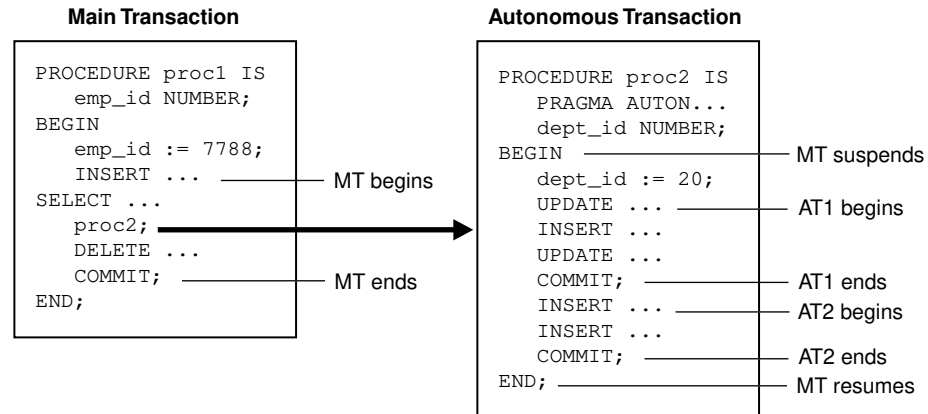 Main Transaction
PROCEDURE proc1 IS
emp_id NUMBER;
BEGIN
emp_id := 7788;
INSERT ... MT begins
SELECT ...
proc2;
DELETE ...
COMMIT; MT ends
END;
Autonomous Transaction
PROCEDURE proc2 IS
PRAGMA AUTON...
dept_id NUMBER;
BEGIN MT suspends
dept_id := 20;
UPDATE ... AT1 begins
INSERT ...
UPDATE ...
COMMIT; AT1 ends
INSERT ... AT2 begins
INSERT ...
COMMIT; AT2 ends
END; MT resumes